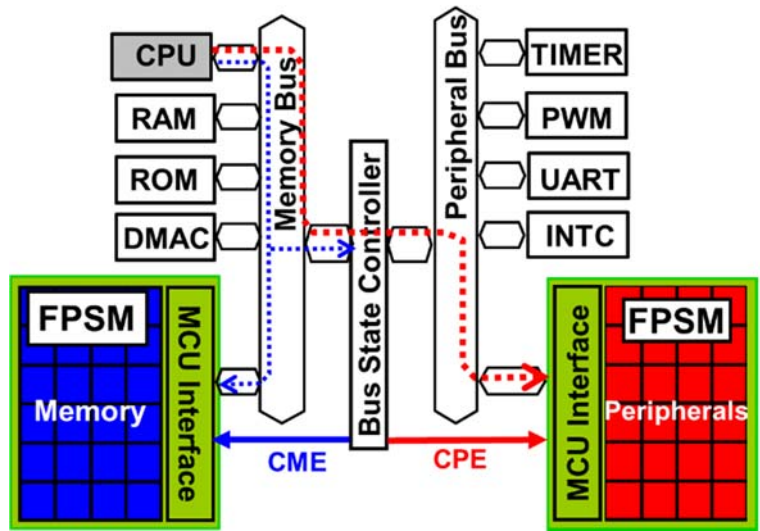 CPU
RAM
ROM
DMAC
Memory Bus
Bus State Controller
Peripheral Bus
TIMER
PWM
UART
INTC
FPSM
Memory
MCU Interface
CME
CPE
MCU Interface
FPSM
Peripherals